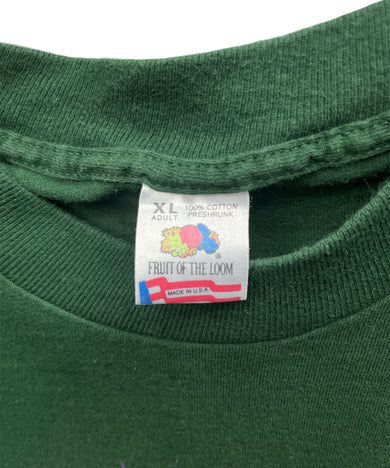 XL 100% COTTON
ADULT PRESHRUNK
FRUIT OF THE LOOM
MADE IN U.S.A.